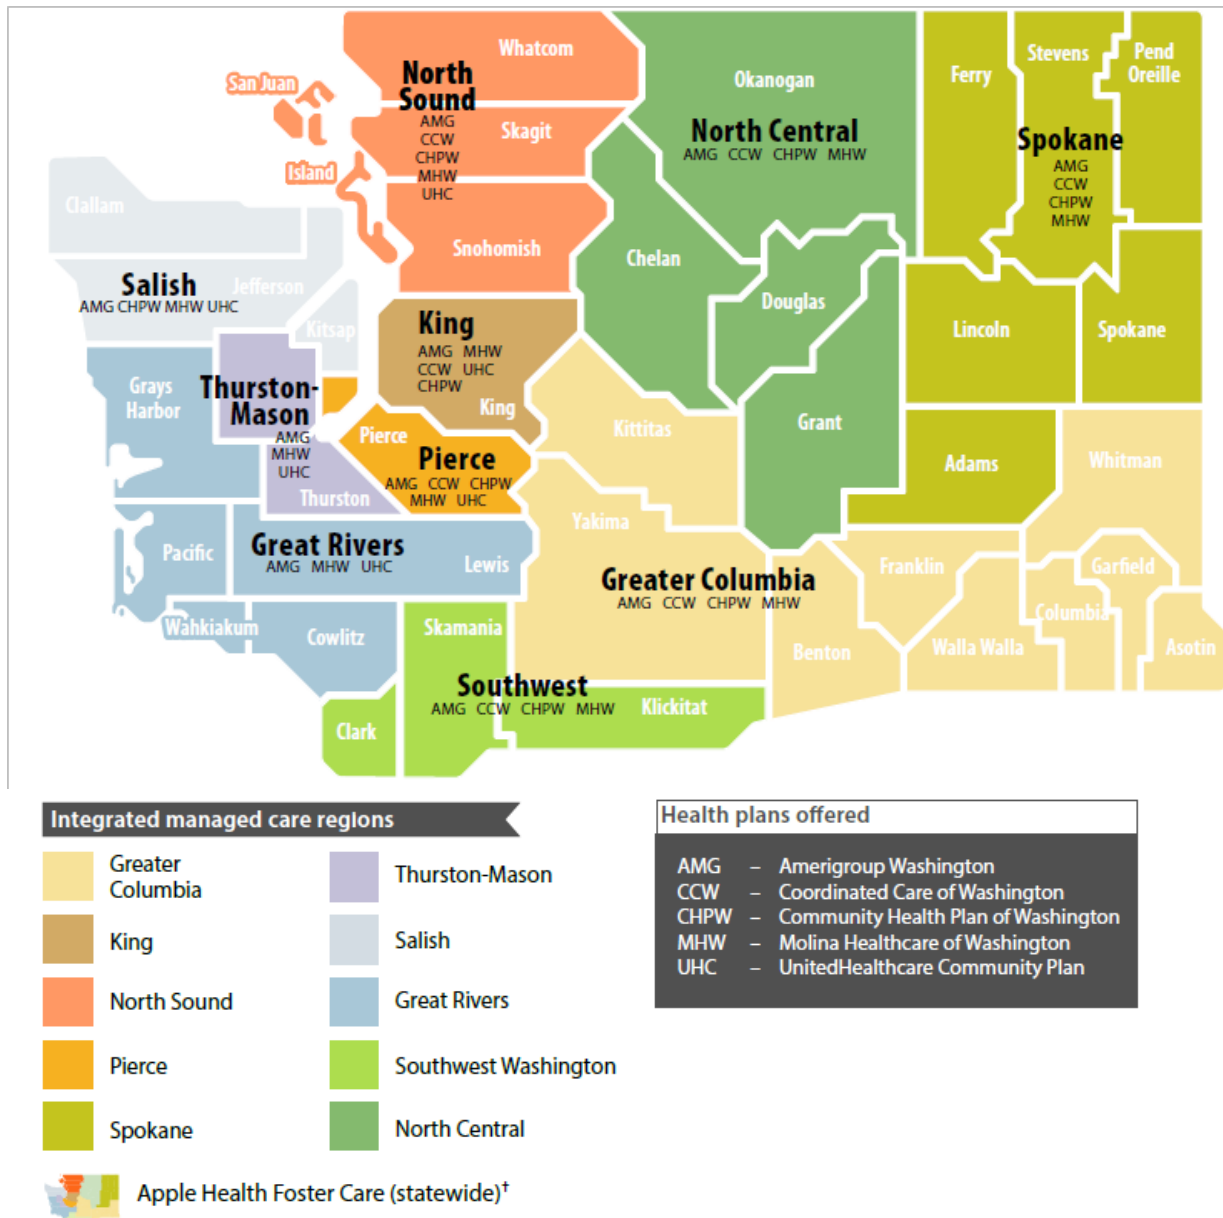 Whatcom
North
Sound
AMG
CCW
CHPW
MHW
UHC
San Juan
Skagit
Island
Snohomish
Okanogan
North Central
AMG CCW CHPW MHW
Chelan
Douglas
Grant
Ferry
Stevens
Pend
Oreille
Spokane
AMG
CCW
CHPW
MHW
Lincoln
Spokane
Adams
Whitman
Clallam
Salish
Jefferson
AMG CHPW MHW UHC
Kitsap
King
AMG MHW
CCW UHC
CHPW
King
Grays
Harbor
Thurston-
Mason
AMG
MHW
UHC
Thurston
Pierce
Pierce
AMG CCW CHPW
MHW UHC
Kittitas
Yakima
Greater Columbia
AMG CCW CHPW MHW
Franklin
Garfield
Columbia
Benton
Walla Walla
Asotin
Pacific
Great Rivers
AMG MHW UHC
Lewis
Wahkiakum
Cowlitz
Skamania
Southwest
AMG CCW CHPW MHW
Klickitat
Clark
Integrated managed care regions
Greater
Columbia
King
North Sound
Pierce
Spokane
Thurston-Mason
Salish
Great Rivers
Southwest Washington
North Central
Apple Health Foster Care (statewide)†
Health plans offered
AMG – Amerigroup Washington
CCW – Coordinated Care of Washington
CHPW – Community Health Plan of Washington
MHW – Molina Healthcare of Washington
UHC – UnitedHealthcare Community Plan